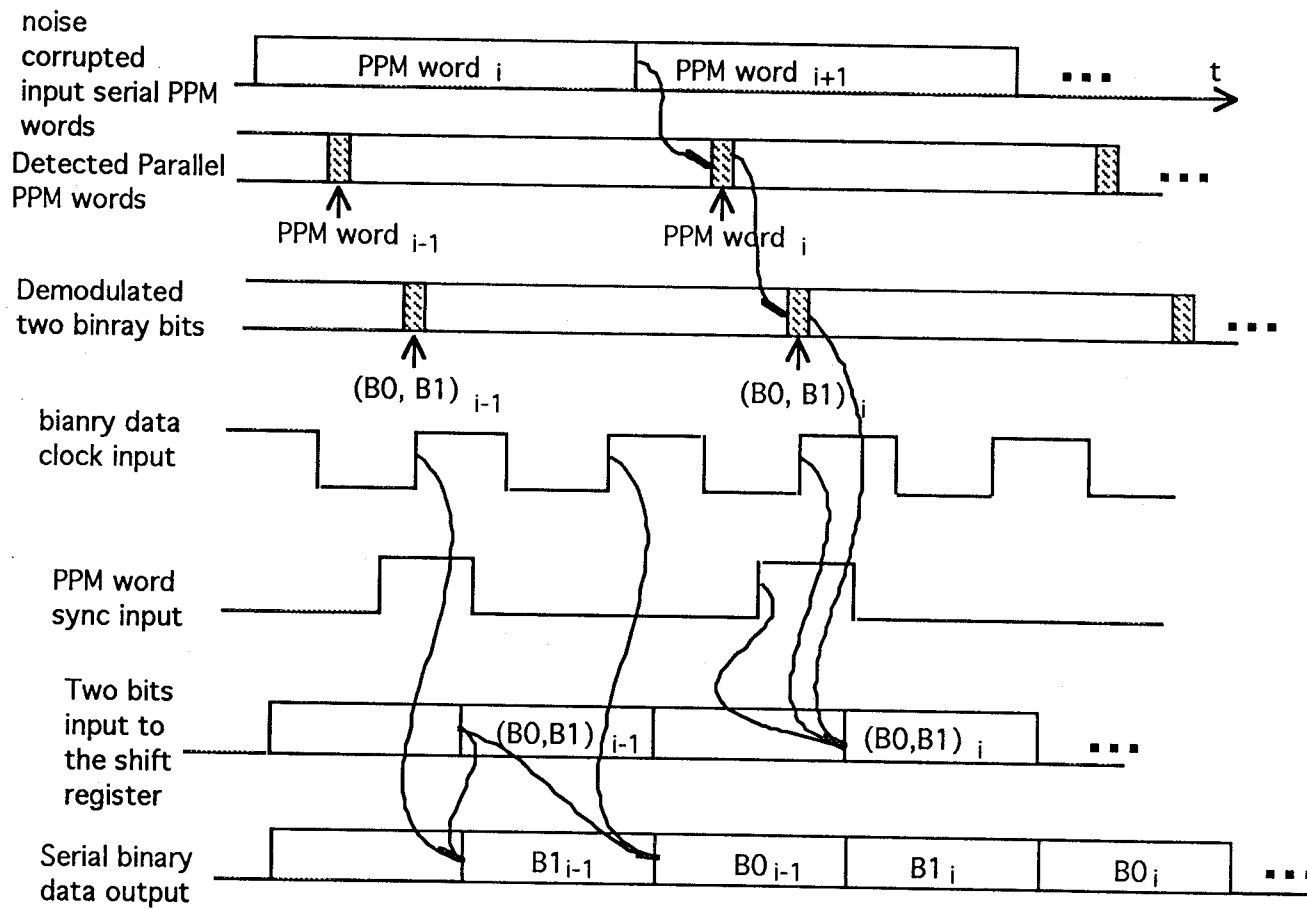 noise
corrupted
input serial PPM
words
PPM word i
PPM word i+1
t
Detected Parallel
PPM words
PPM word i-1
PPM word i
Demodulated
two binray bits
(B0, B1) i-1
(B0, B1) i
bianry data
clock input
PPM word
sync input
Two bits
input to
the shift
register
(B0,B1) i-1
(B0,B1) i
Serial binary
data output
B1 i-1
B0 i-1
B1 i
B0 i